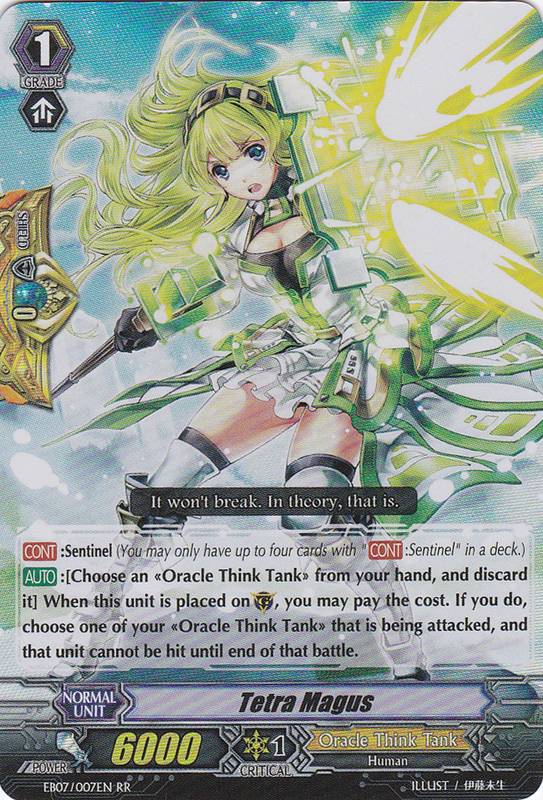 1
GRADE
SHIELD
0
It won't break. In theory, that is.
CONT :Sentinel (You may only have up to four cards with " CONT :Sentinel" in a deck.)
AUTO :[Choose an «Oracle Think Tank» from your hand, and discard
it] When this unit is placed on , you may pay the cost. If you do,
choose one of your «Oracle Think Tank» that is being attacked, and
that unit cannot be hit until end of that battle.
NORMAL
UNIT
Tetra Magus
POWER
6000
1
CRITICAL
Oracle Think Tank
Human
EB07/007EN RR
ILLUST / 伊藤未生